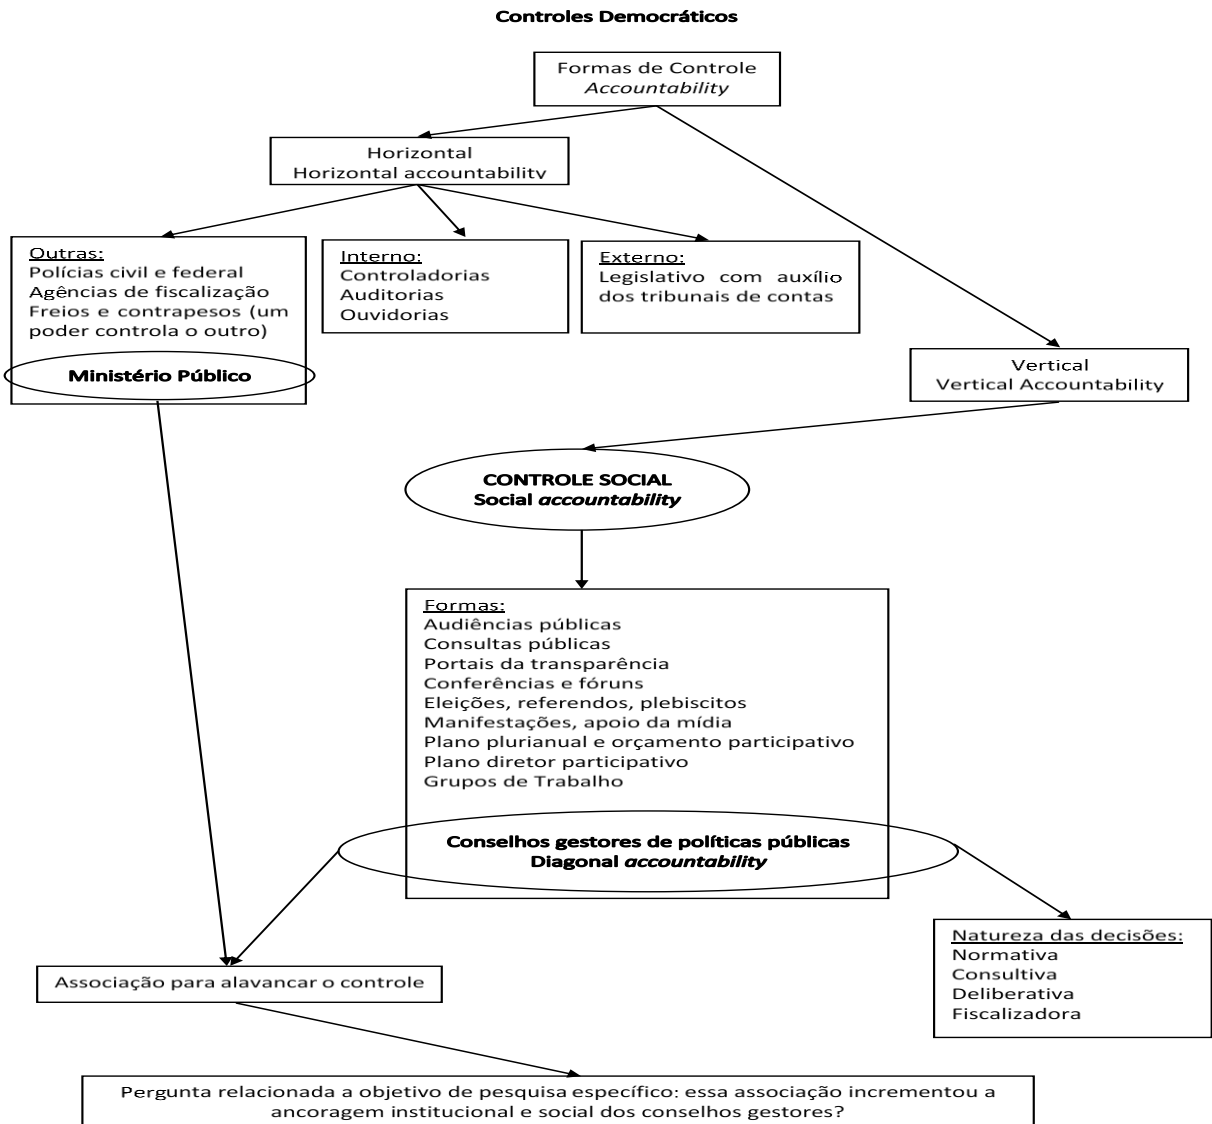 Controles Democráticos
Formas de Controle
Accountability
Horizontal
Horizontal accountability
Outras:
Polícias civil e federal
Agências de fiscalização
Freios e contrapesos (um
poder controla o outro)
Ministério Público
Interno:
Controladorias
Auditorias
Ouvidorias
Externo:
Legislativo com auxílio
dos tribunais de contas
Vertical
Vertical Accountability
CONTROLE SOCIAL
Social accountability
Formas:
Audiências públicas
Consultas públicas
Portais da transparência
Conferências e fóruns
Eleições, referendos, plebiscitos
Manifestações, apoio da mídia
Plano plurianual e orçamento participativo
Plano diretor participativo
Grupos de Trabalho
Conselhos gestores de políticas públicas
Diagonal accountability
Natureza das decisões:
Normativa
Consultiva
Deliberativa
Fiscalizadora
Associação para alavancar o controle
Pergunta relacionada a objetivo de pesquisa específico: essa associação incrementou a
ancoragem institucional e social dos conselhos gestores?